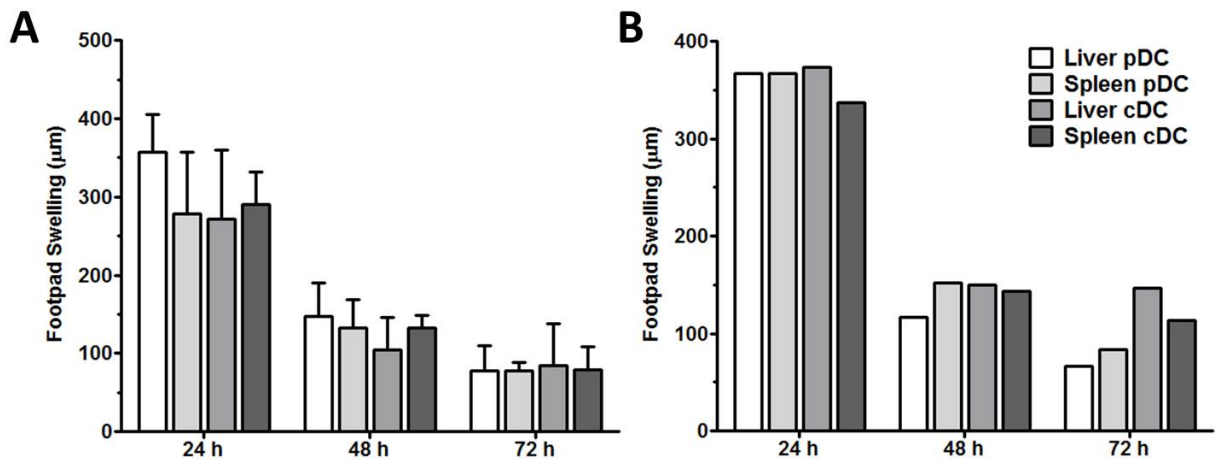 A
Footpad Swelling (µm)
500
400
300
200
100
0
24 h 48 h 72 h
B
Footpad Swelling (µm)
400
300
200
100
0
24 h 48 h 72 h
Liver pDC
Spleen pDC
Liver cDC
Spleen cDC